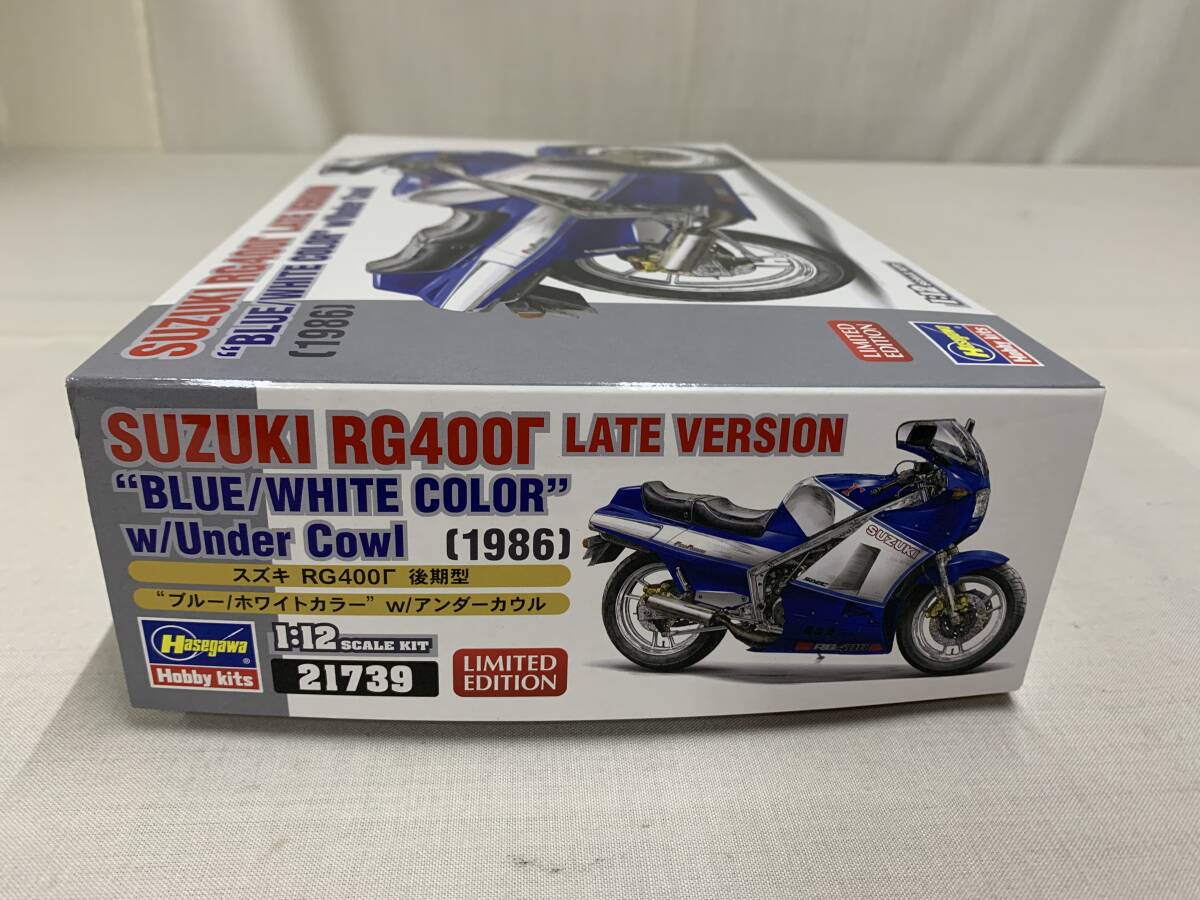 SUZUKI RG400Γ LATE VERSION
“BLUE/WHITE COLOR” w/Under Cowl
(1986)
LIMITED
EDITION
Hasegawa
Hobby kits
SUZUKI RG400Γ LATE VERSION
“BLUE/WHITE COLOR”
w/Under Cowl (1986)
スズキ RG400Γ 後期型
“ブルー/ホワイトカラー” w/アンダーカウル
Hasegawa
Hobby kits
1:12 SCALE KIT
21739
LIMITED
EDITION
SUZUKI